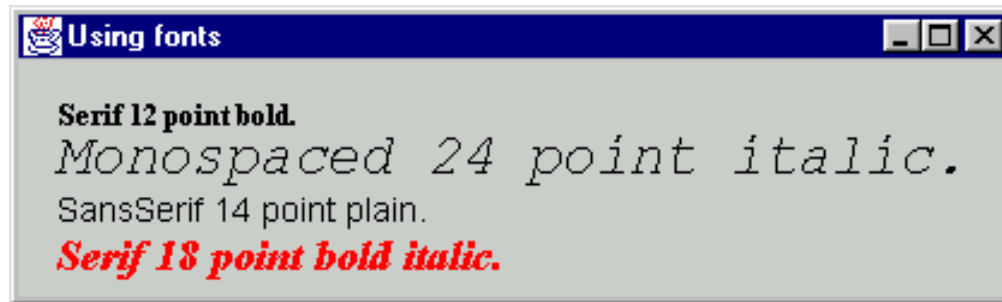 Using fonts
Serif 12 point bold.
Monospaced 24 point italic.
SansSerif 14 point plain.
Serif 18 point bold italic.